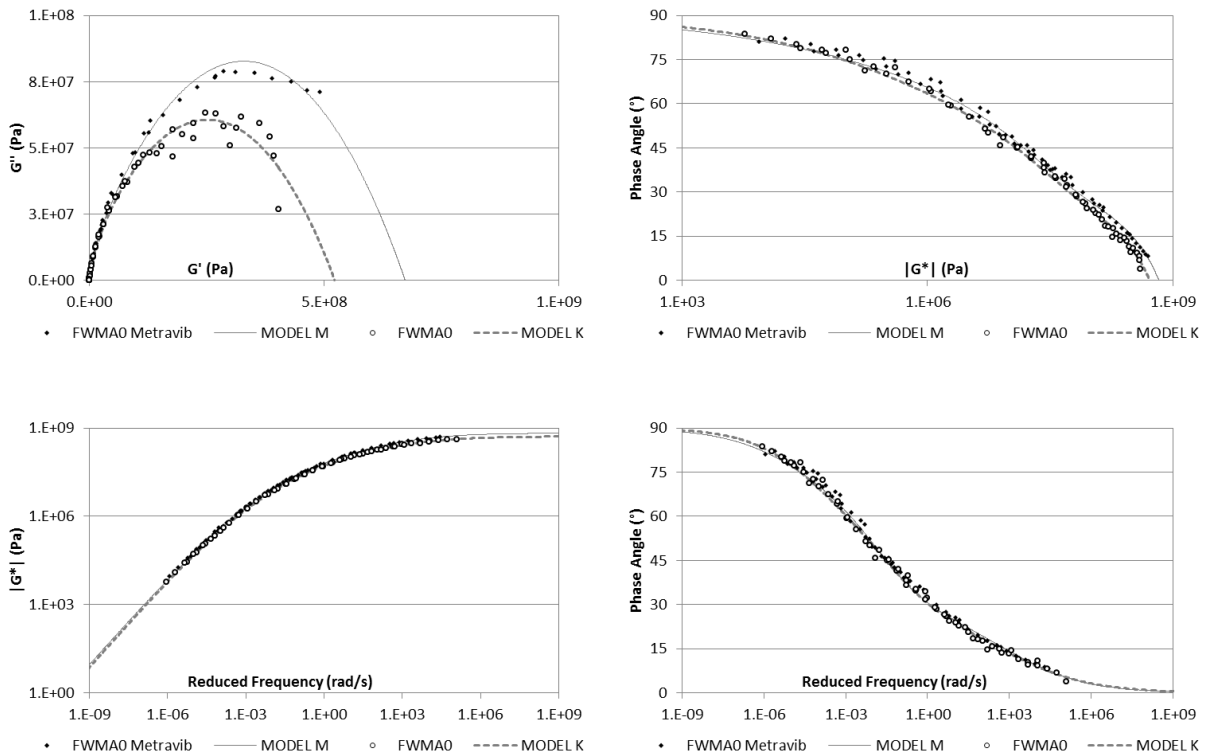 1.E+08
8.E+07
5.E+07
3.E+07
0.E+00
G'' (Pa)
G' (Pa)
0.E+00 5.E+08 1.E+09
FWMA0 Metravib MODEL M FWMA0 MODEL K
90
75
60
45
30
15
0
Phase Angle (°)
|G*| (Pa)
1.E+03 1.E+06 1.E+09
FWMA0 Metravib MODEL M FWMA0 MODEL K
1.E+09
1.E+06
1.E+03
1.E+00
|G*| (Pa)
Reduced Frequency (rad/s)
1.E-09 1.E-06 1.E-03 1.E+00 1.E+03 1.E+06 1.E+09
FWMA0 Metravib MODEL M FWMA0 MODEL K
90
75
60
45
30
15
0
Phase Angle (°)
Reduced Frequency (rad/s)
1.E-09 1.E-06 1.E-03 1.E+00 1.E+03 1.E+06 1.E+09
FWMA0 Metravib MODEL M FWMA0 MODEL K